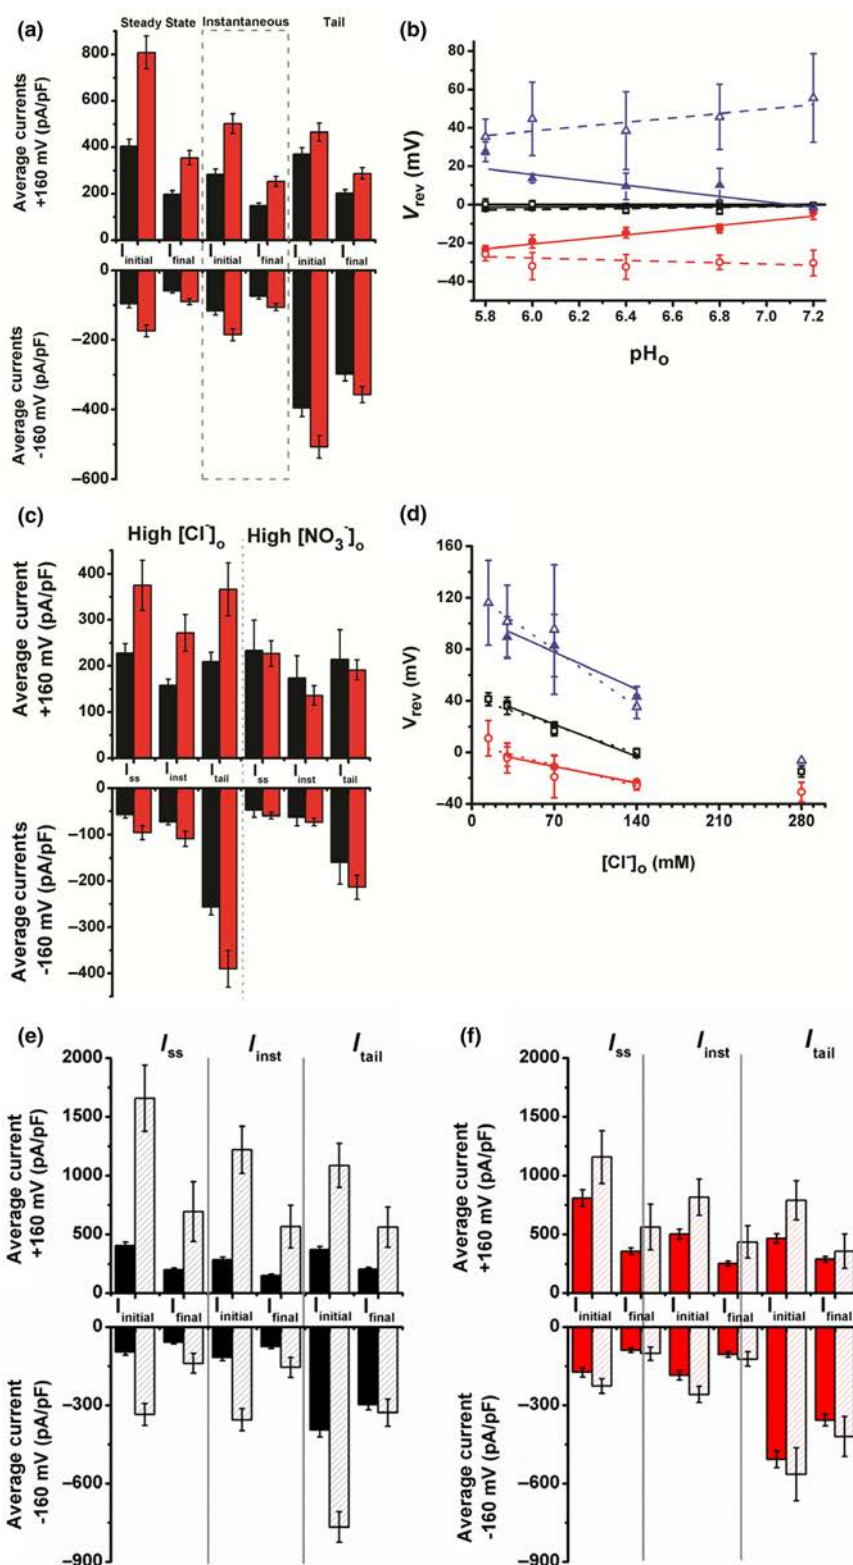 (a)
Steady State Instantaneous Tail
Average currents
+160 mV (pA/pF)
800
600
400
200
0
I initial I final I initial I final I initial I final
Average currents
-160 mV (pA/pF)
0
−200
−400
−600
(b)
V rev (mV)
80
60
40
20
0
−20
−40
5.8 6.0 6.2 6.4 6.6 6.8 7.0 7.2
pH o
(c)
High [Cl-]o High [NO3-]o
Average current
+160 mV (pA/pF)
400
300
200
100
0
I ss I inst I tail I ss I inst I tail
Average currents
-160 mV (pA/pF)
0
−100
−200
−300
−400
(d)
V rev (mV)
160
120
80
40
0
−40
0 70 140 210 280
[Cl-]o (mM)
(e)
I ss I inst I tail
Average current
+160 mV (pA/pF)
2000
1500
1000
500
0
I initial I final I initial I final I initial I final
Average current
-160 mV (pA/pF)
0
−300
−600
−900
(f)
I ss I inst I tail
Average current
+160 mV (pA/pF)
2000
1500
1000
500
0
I initial I final I initial I final I initial I final
Average current
-160 mV (pA/pF)
0
−300
−600
−900